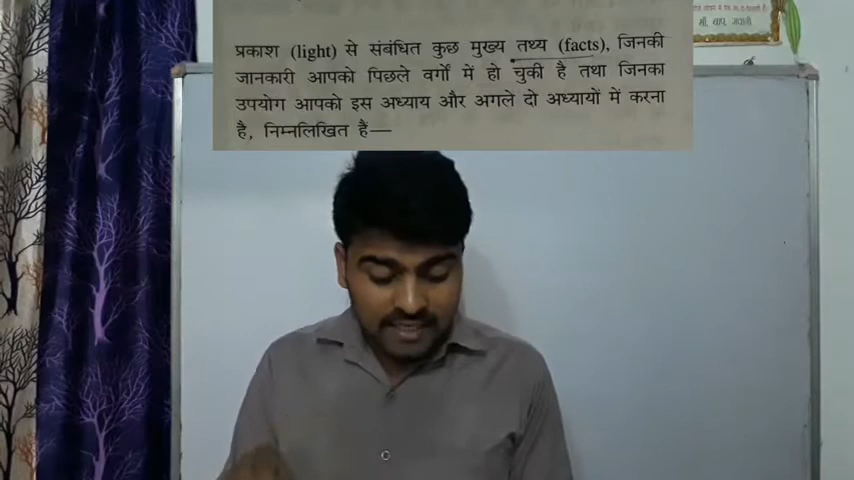 प्रकाश (light) से संबंधित कुछ मुख्य तथ्य (facts), जिनकी
जानकारी आपको पिछले वर्गों में हो चुकी है तथा जिनका
उपयोग आपको इस अध्याय और अगले दो अध्यायों में करना
है, निम्नलिखित हैं—